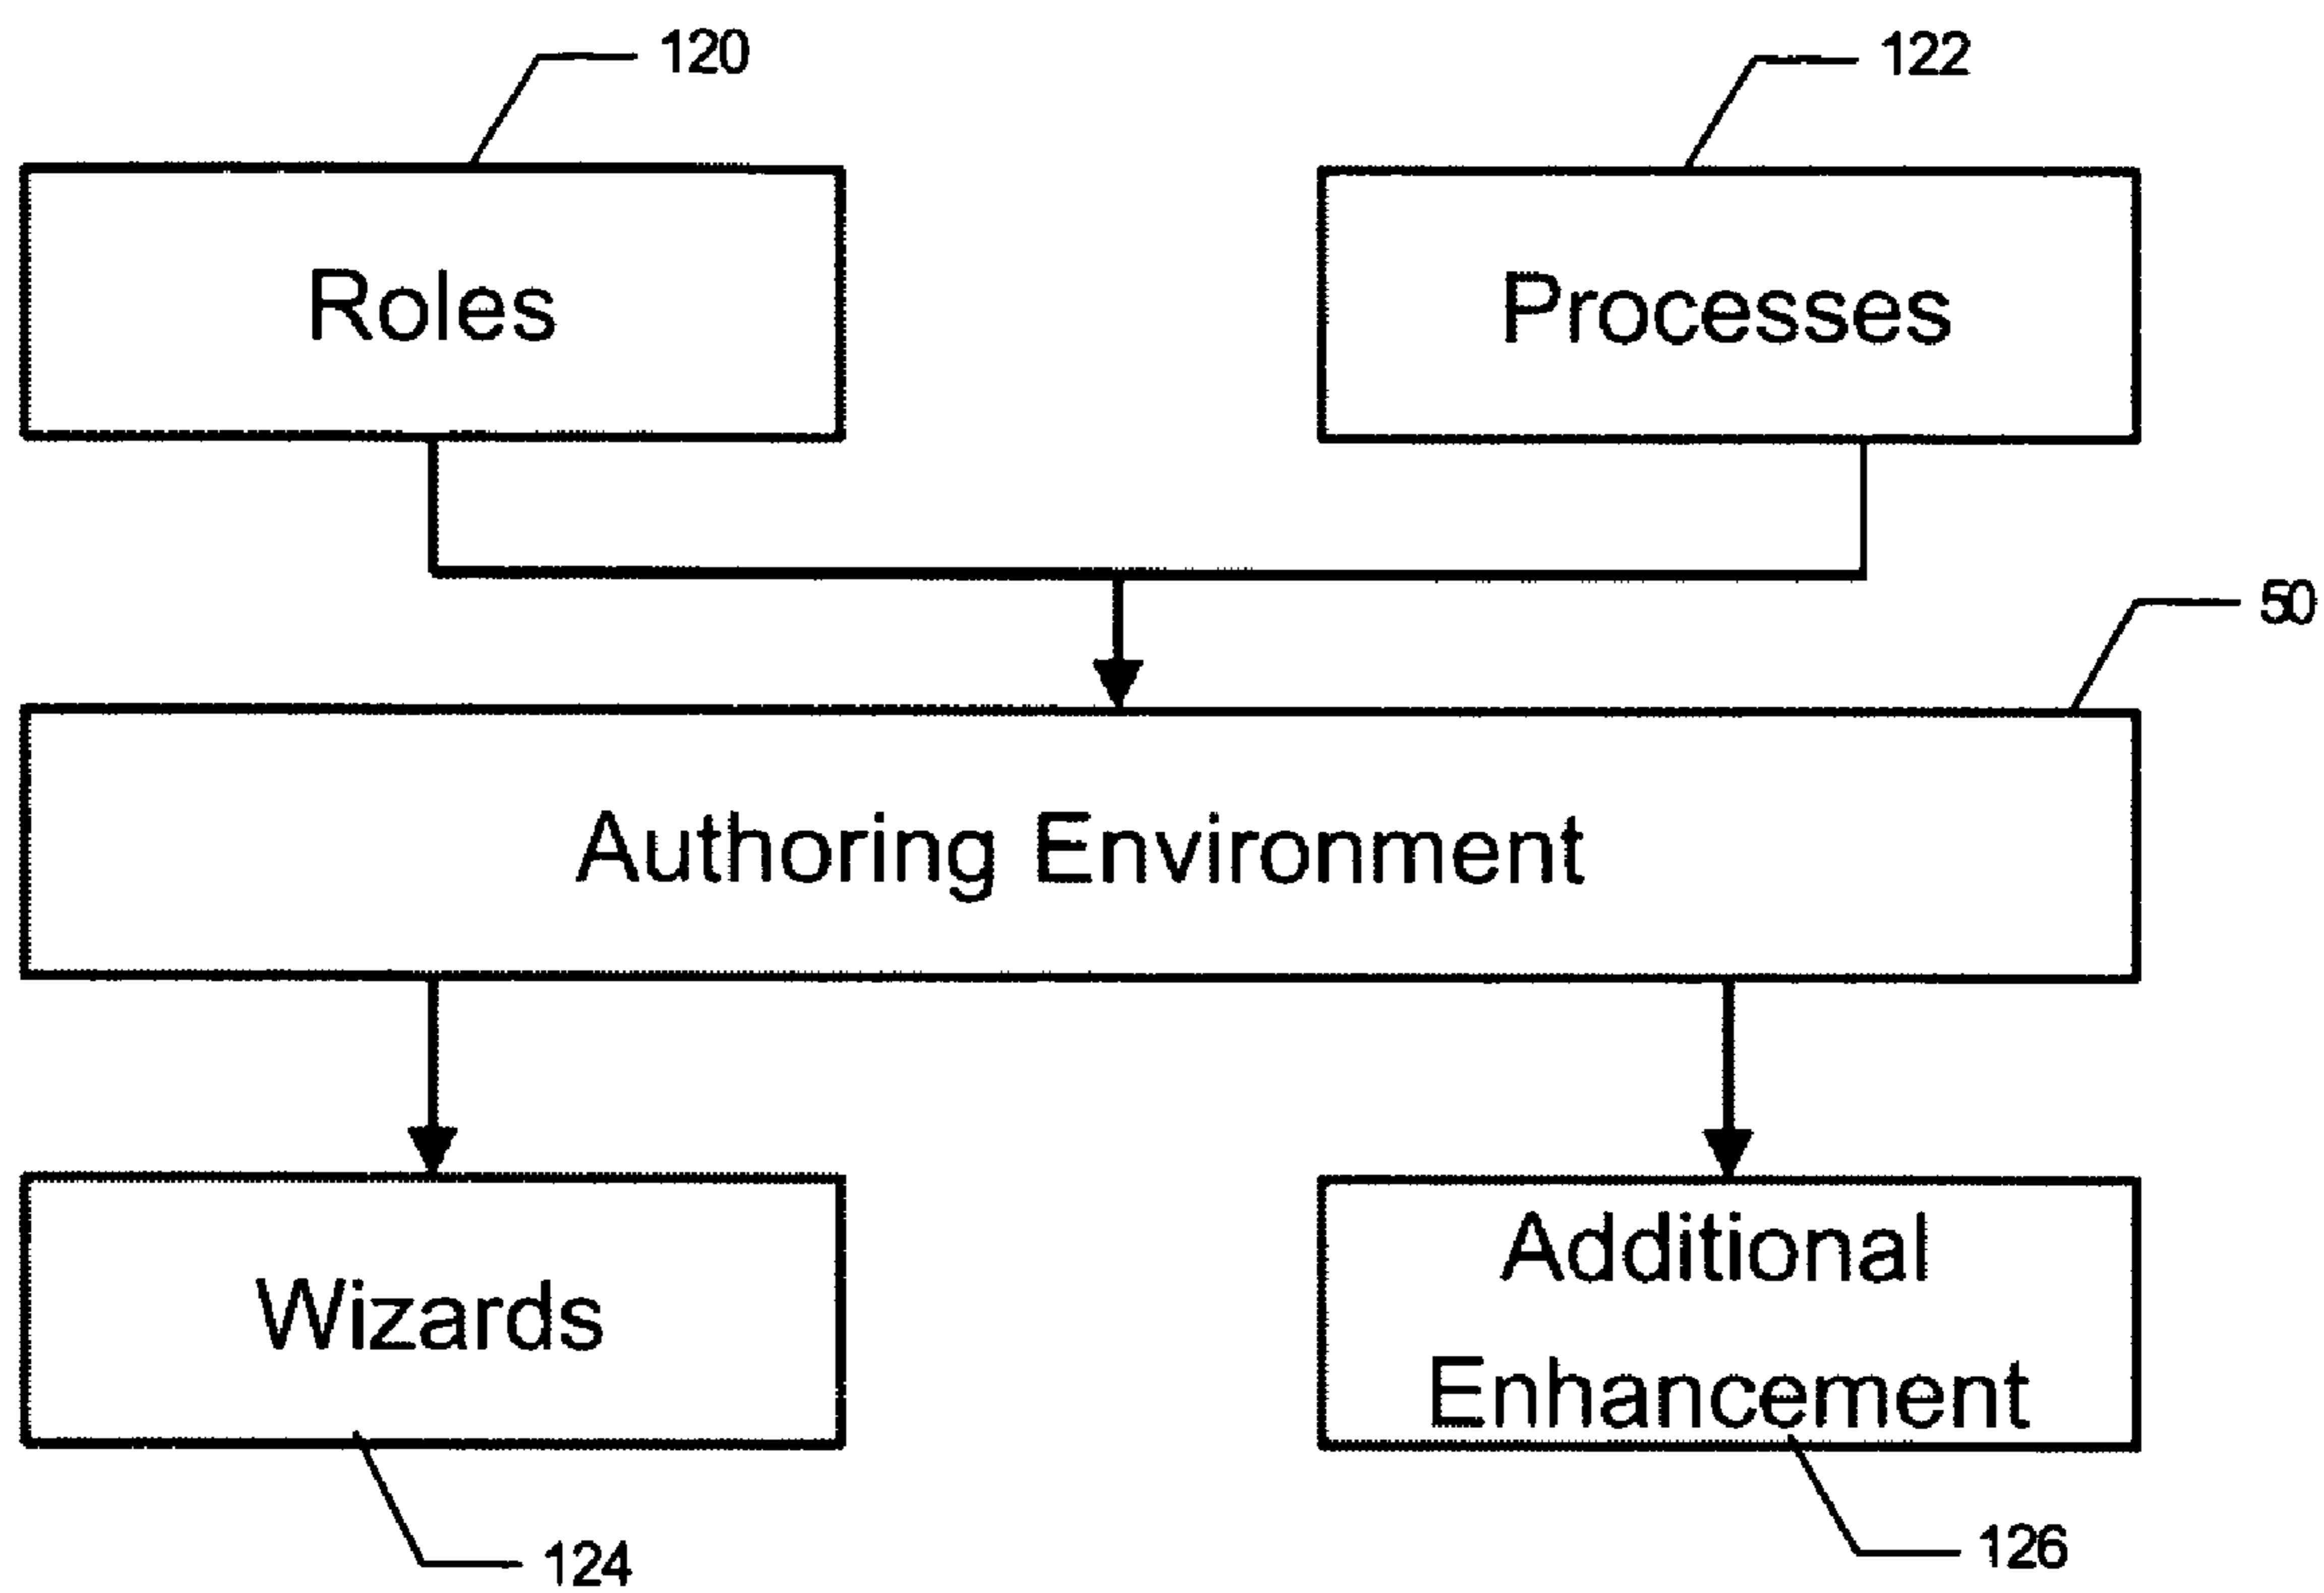 120
122
Roles
Processes
50
Authoring Environment
Wizards
Additional
Enhancement
124
126